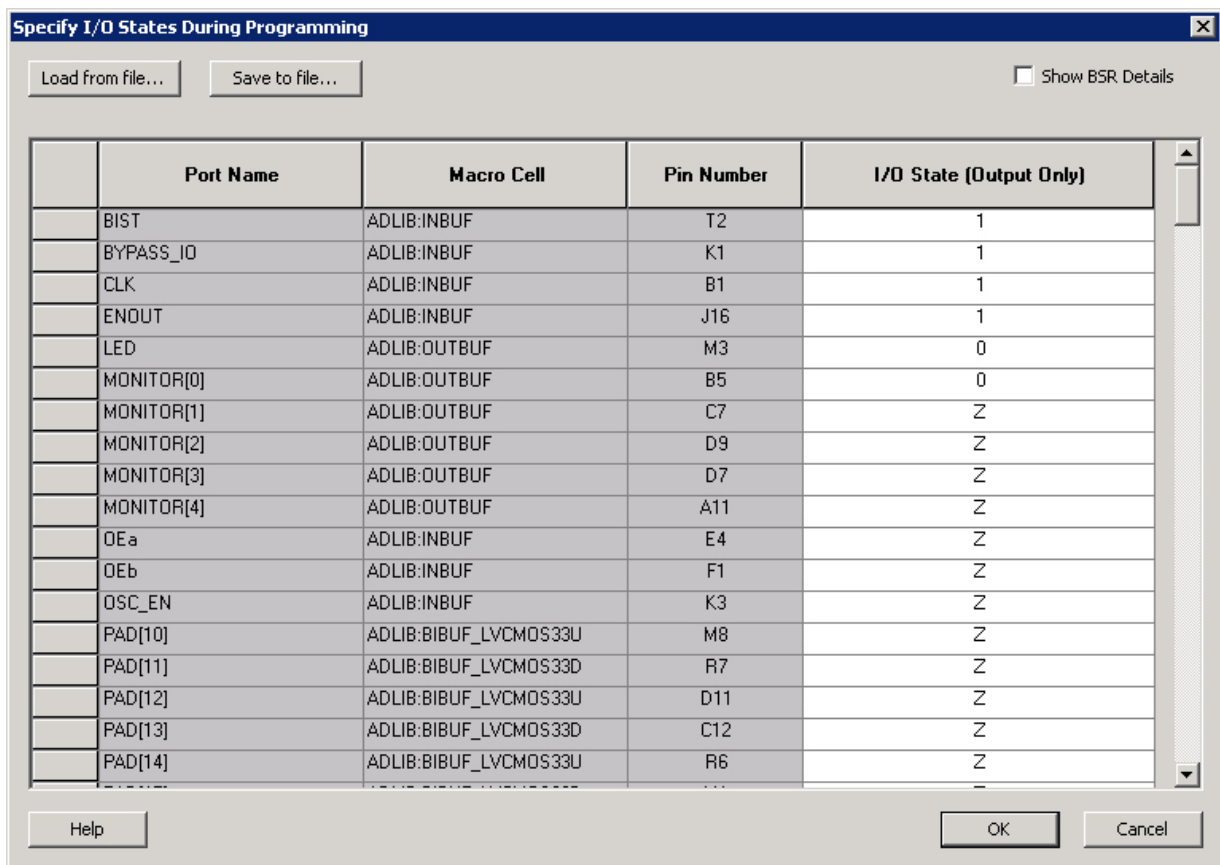 Specify I/O States During Programming
Load from file... Save to file... Show BSR Details
Port Name Macro Cell Pin Number I/O State (Output Only)
BIST ADLIB:INBUF T2 1
BYPASS_IO ADLIB:INBUF K1 1
CLK ADLIB:INBUF B1 1
ENOUT ADLIB:INBUF J16 1
LED ADLIB:OUTBUF M3 0
MONITOR[0] ADLIB:OUTBUF B5 0
MONITOR[1] ADLIB:OUTBUF C7 Z
MONITOR[2] ADLIB:OUTBUF D9 Z
MONITOR[3] ADLIB:OUTBUF D7 Z
MONITOR[4] ADLIB:OUTBUF A11 Z
OEa ADLIB:INBUF E4 Z
OEb ADLIB:INBUF F1 Z
OSC_EN ADLIB:INBUF K3 Z
PAD[10] ADLIB:BIBUF_LVCMOS33U M8 Z
PAD[11] ADLIB:BIBUF_LVCMOS33D R7 Z
PAD[12] ADLIB:BIBUF_LVCMOS33U D11 Z
PAD[13] ADLIB:BIBUF_LVCMOS33D C12 Z
PAD[14] ADLIB:BIBUF_LVCMOS33U R6 Z
Help OK Cancel